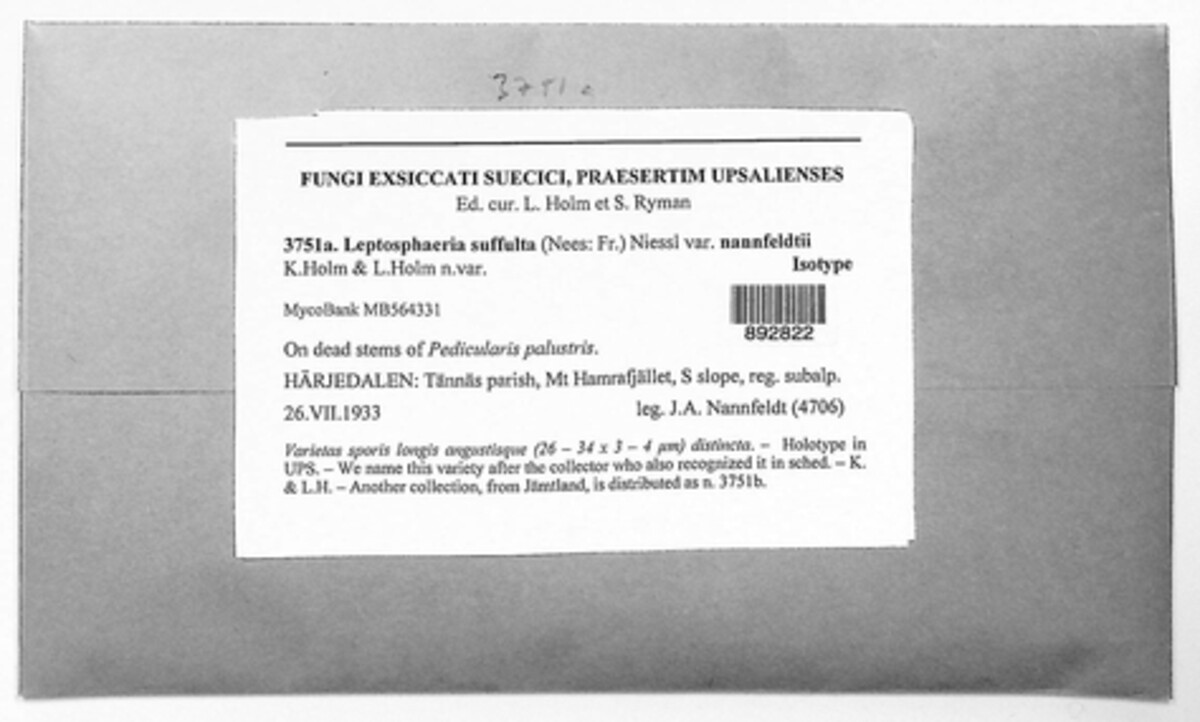 3751a
FUNGI EXSICCATI SUECICI, PRAESERTIM UPSALIENSES
Ed. cur. L. Holm et S. Ryman
3751a. Leptosphaeria suffulta (Nees: Fr.) Niessl var. nannfeldtii
K.Holm & L.Holm n.var.
Isotype
MycoBank MB564331
892822
On dead stems of Pedicularis palustris.
HÄRJEDALEN: Tännäs parish, Mt Hamrafjället, S slope, reg. subalp.
26.VII.1933 leg. J.A. Nannfeldt (4706)
Varietas sporis longis angustisque (26 – 34 x 3 – 4 µm) distincta. – Holotype in
UPS. – We name this variety after the collector who also recognized it in sched. – K.
& L.H. – Another collection, from Jämtland, is distributed as n. 3751b.